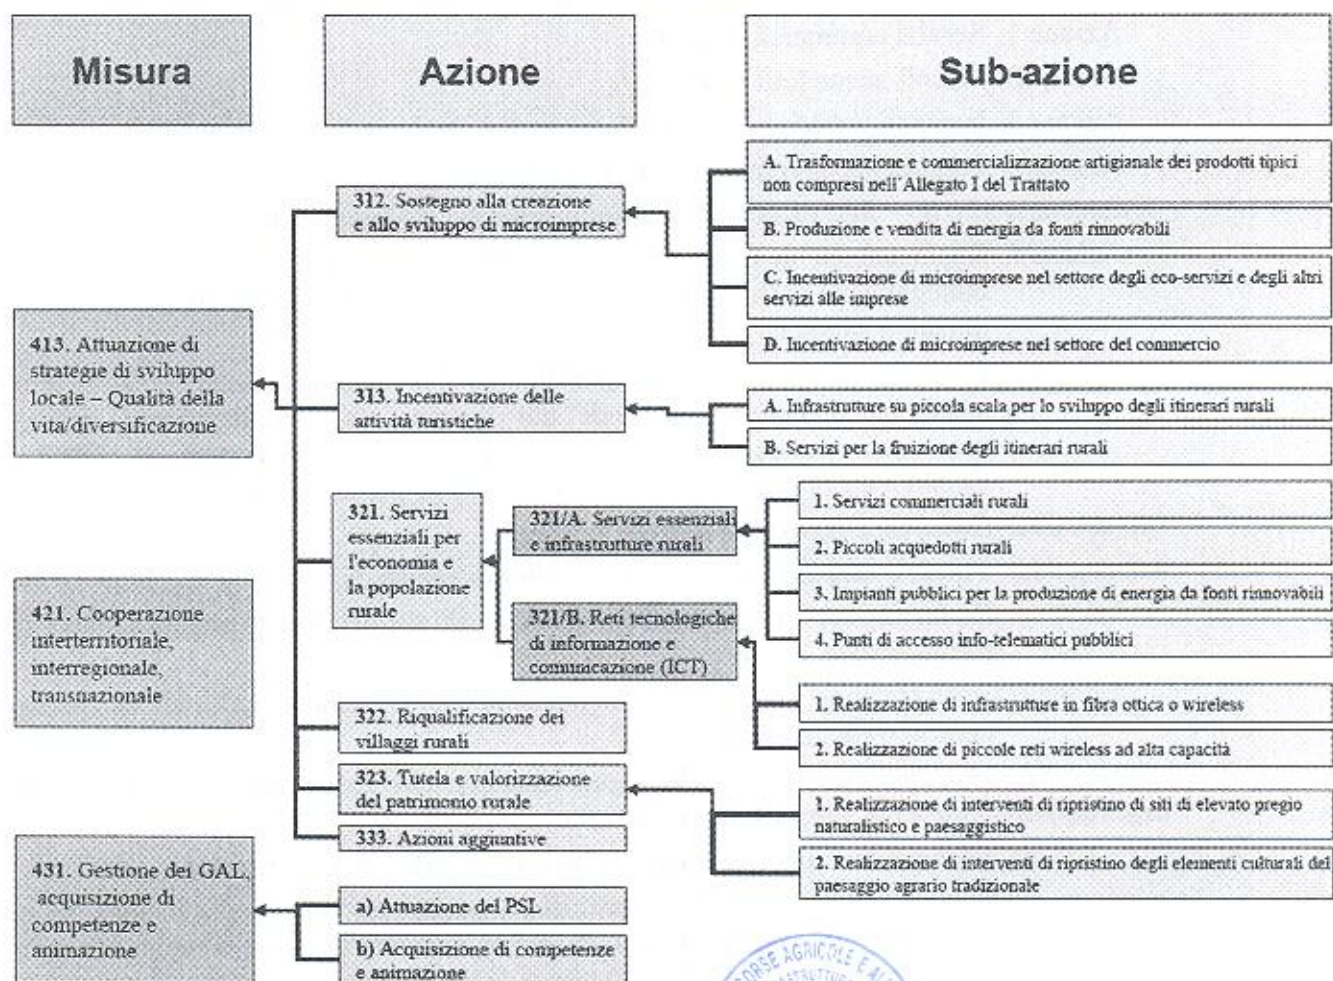 Misura
Azione
Sub-azione
413. Attuazione di
strategie di sviluppo
locale – Qualità della
vita/diversificazione
421. Cooperazione
interterritoriale,
interregionale,
transnazionale
431. Gestione dei GAL,
acquisizione di
competenze e
animazione
312. Sostegno alla creazione
e allo sviluppo di microimprese
313. Incentivazione delle
attività turistiche
321. Servizi
essenziali per
l'economia e
la popolazione
rurale
321/A. Servizi essenziali
e infrastrutture rurali
321/B. Reti tecnologiche
di informazione e
comunicazione (ICT)
322. Riqualificazione dei
villaggi rurali
323. Tutela e valorizzazione
del patrimonio rurale
333. Azioni aggiuntive
a) Attuazione del PSL
b) Acquisizione di competenze
e animazione
A. Trasformazione e commercializzazione artigianale dei prodotti tipici
non compresi nell'Allegato I del Trattato
B. Produzione e vendita di energia da fonti rinnovabili
C. Incentivazione di microimprese nel settore degli eco-servizi e degli altri
servizi alle imprese
D. Incentivazione di microimprese nel settore del commercio
A. Infrastrutture su piccola scala per lo sviluppo degli itinerari rurali
B. Servizi per la fruizione degli itinerari rurali
1. Servizi commerciali rurali
2. Piccoli acquedotti rurali
3. Impianti pubblici per la produzione di energia da fonti rinnovabili
4. Punti di accesso info-telematici pubblici
1. Realizzazione di infrastrutture in fibra ottica o wireless
2. Realizzazione di piccole reti wireless ad alta capacità
1. Realizzazione di interventi di ripristino di siti di elevato pregio
naturalistico e paesaggistico
2. Realizzazione di interventi di ripristino degli elementi culturali del
paesaggio agrario tradizionale
AGRICOLE E